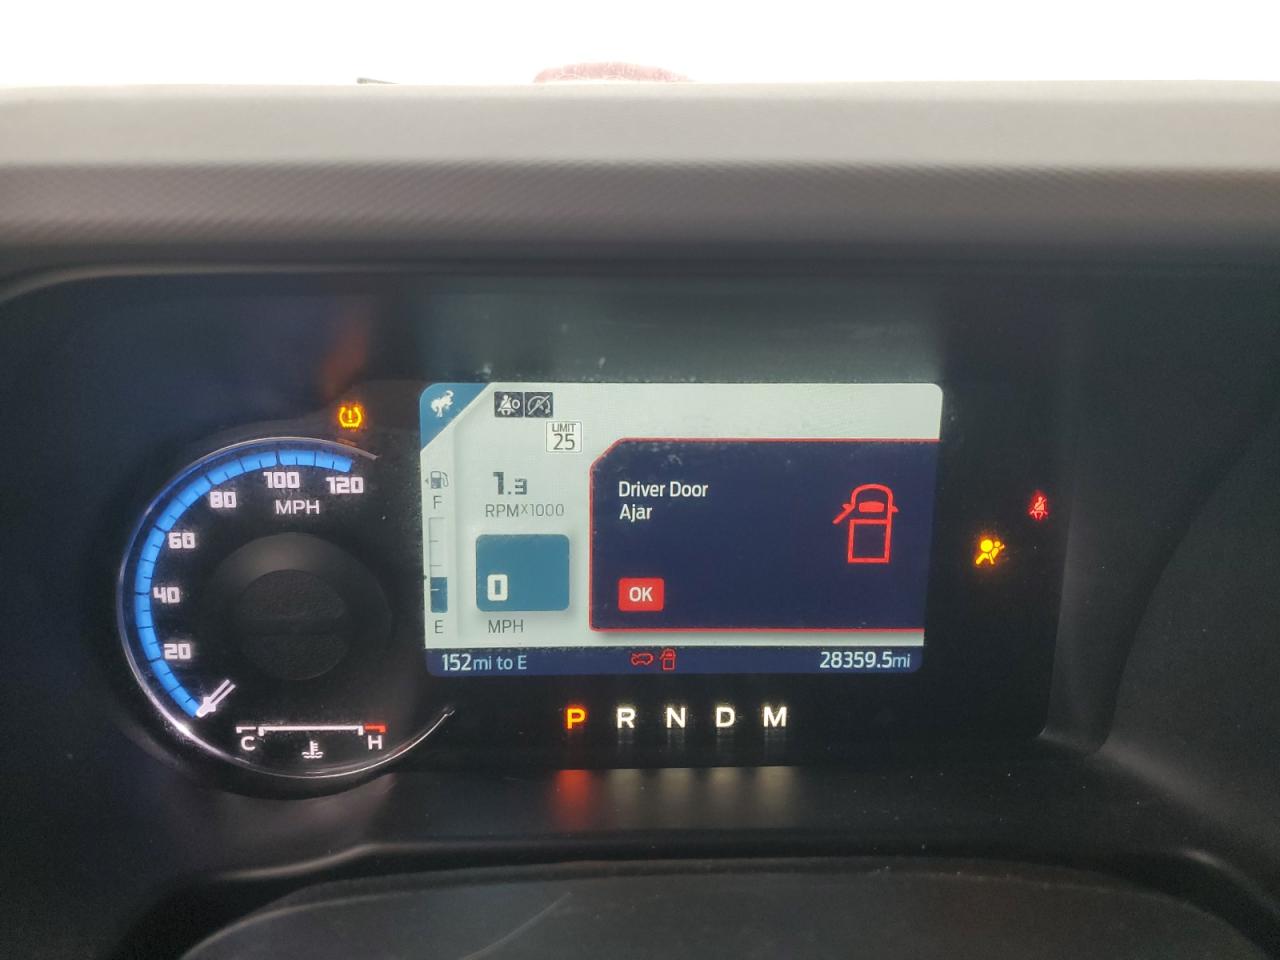 LIMIT
25
120
100
80
MPH
60
40
20
C
H
F
E
1.3
RPMx1000
0
MPH
Driver Door
Ajar
OK
152mi to E
28359.5mi
P R N D M